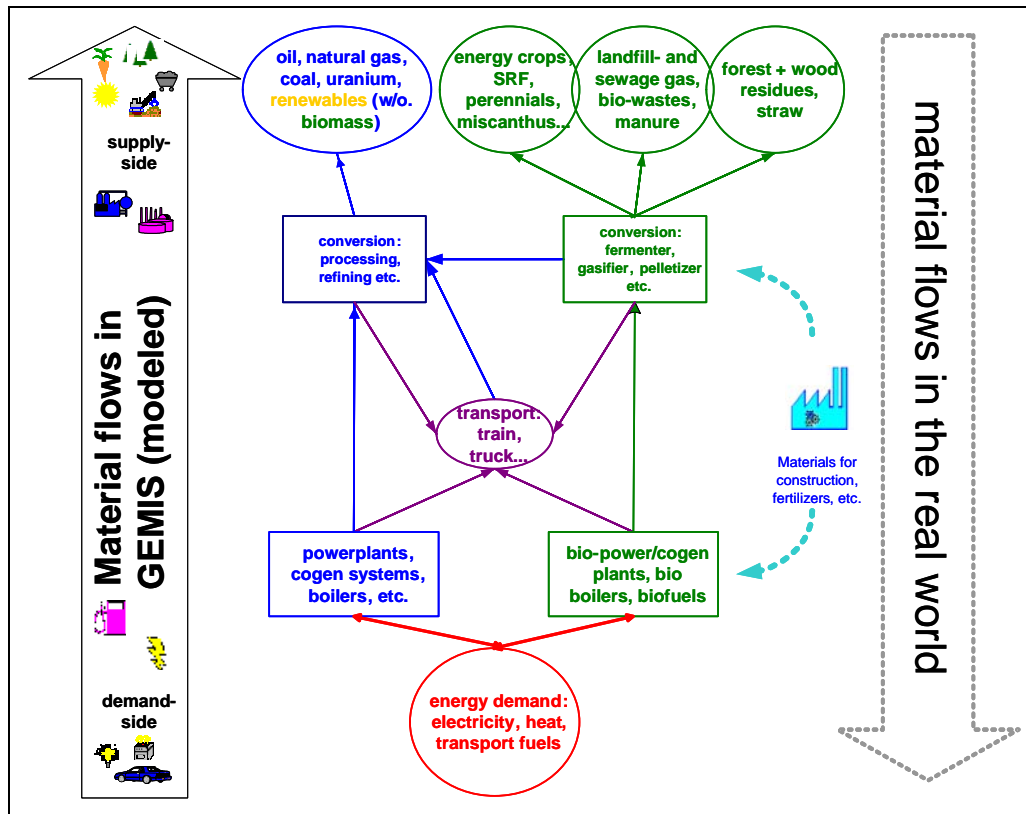 oil, natural gas,
coal, uranium,
renewables (w/o.
biomass)
energy crops,
SRF,
perennials,
miscanthus...
landfill- and
sewage gas,
bio-wastes,
manure
forest + wood
residues,
straw
supply-
side
conversion:
processing,
refining etc.
conversion:
fermenter,
gasifier, pelletizer
etc.
Material flows in
GEMIS (modeled)
material flows in the real world
transport:
train,
truck...
Materials for
construction,
fertilizers, etc.
powerplants,
cogen systems,
boilers, etc.
bio-power/cogen
plants, bio
boilers, biofuels
demand-
side
energy demand:
electricity, heat,
transport fuels